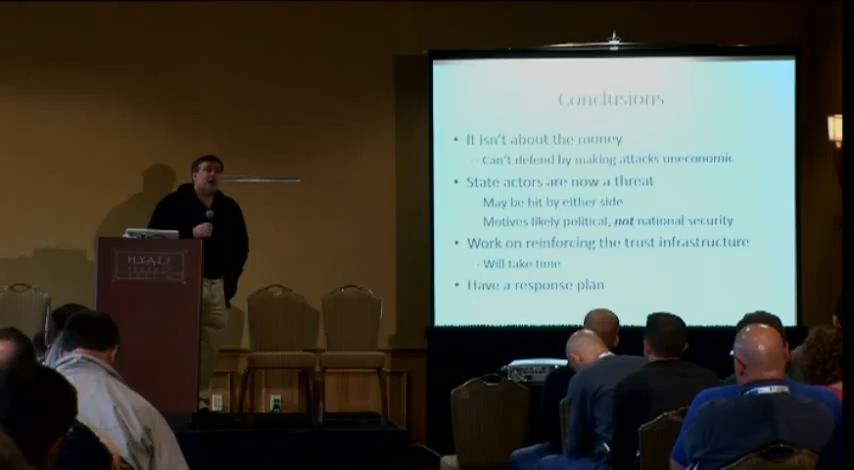 HYATT
REGENCY
Conclusions
• It isn't about the money
– Can't defend by making attacks uneconomic
• State actors are now a threat
May be hit by either side
Motives likely political, not national security
• Work on reinforcing the trust infrastructure
– Will take time
• Have a response plan